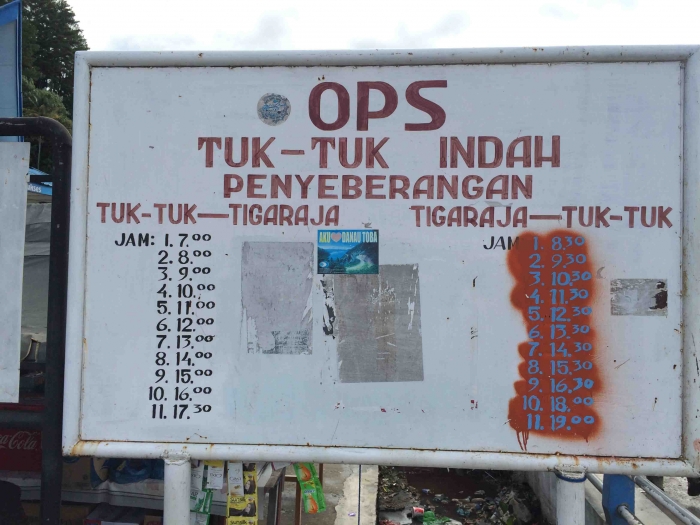 OPS
TUK-TUK INDAH
PENYEBERANGAN
TUK-TUK—TIGARAJA
JAM: 1. 7.00
2. 8.00
3. 9.00
4. 10.00
5. 11.00
6. 12.00
7. 13.00
8. 14.00
9. 15.00
10. 16.00
11. 17.30
AKU DANAU TOBA
TIGARAJA—TUK-TUK
JAM 1. 8.30
2. 9.30
3. 10.30
4. 11.30
5. 12.30
6. 13.30
7. 14.30
8. 15.30
9. 16.30
10. 18.00
11. 19.00
Coca-Cola